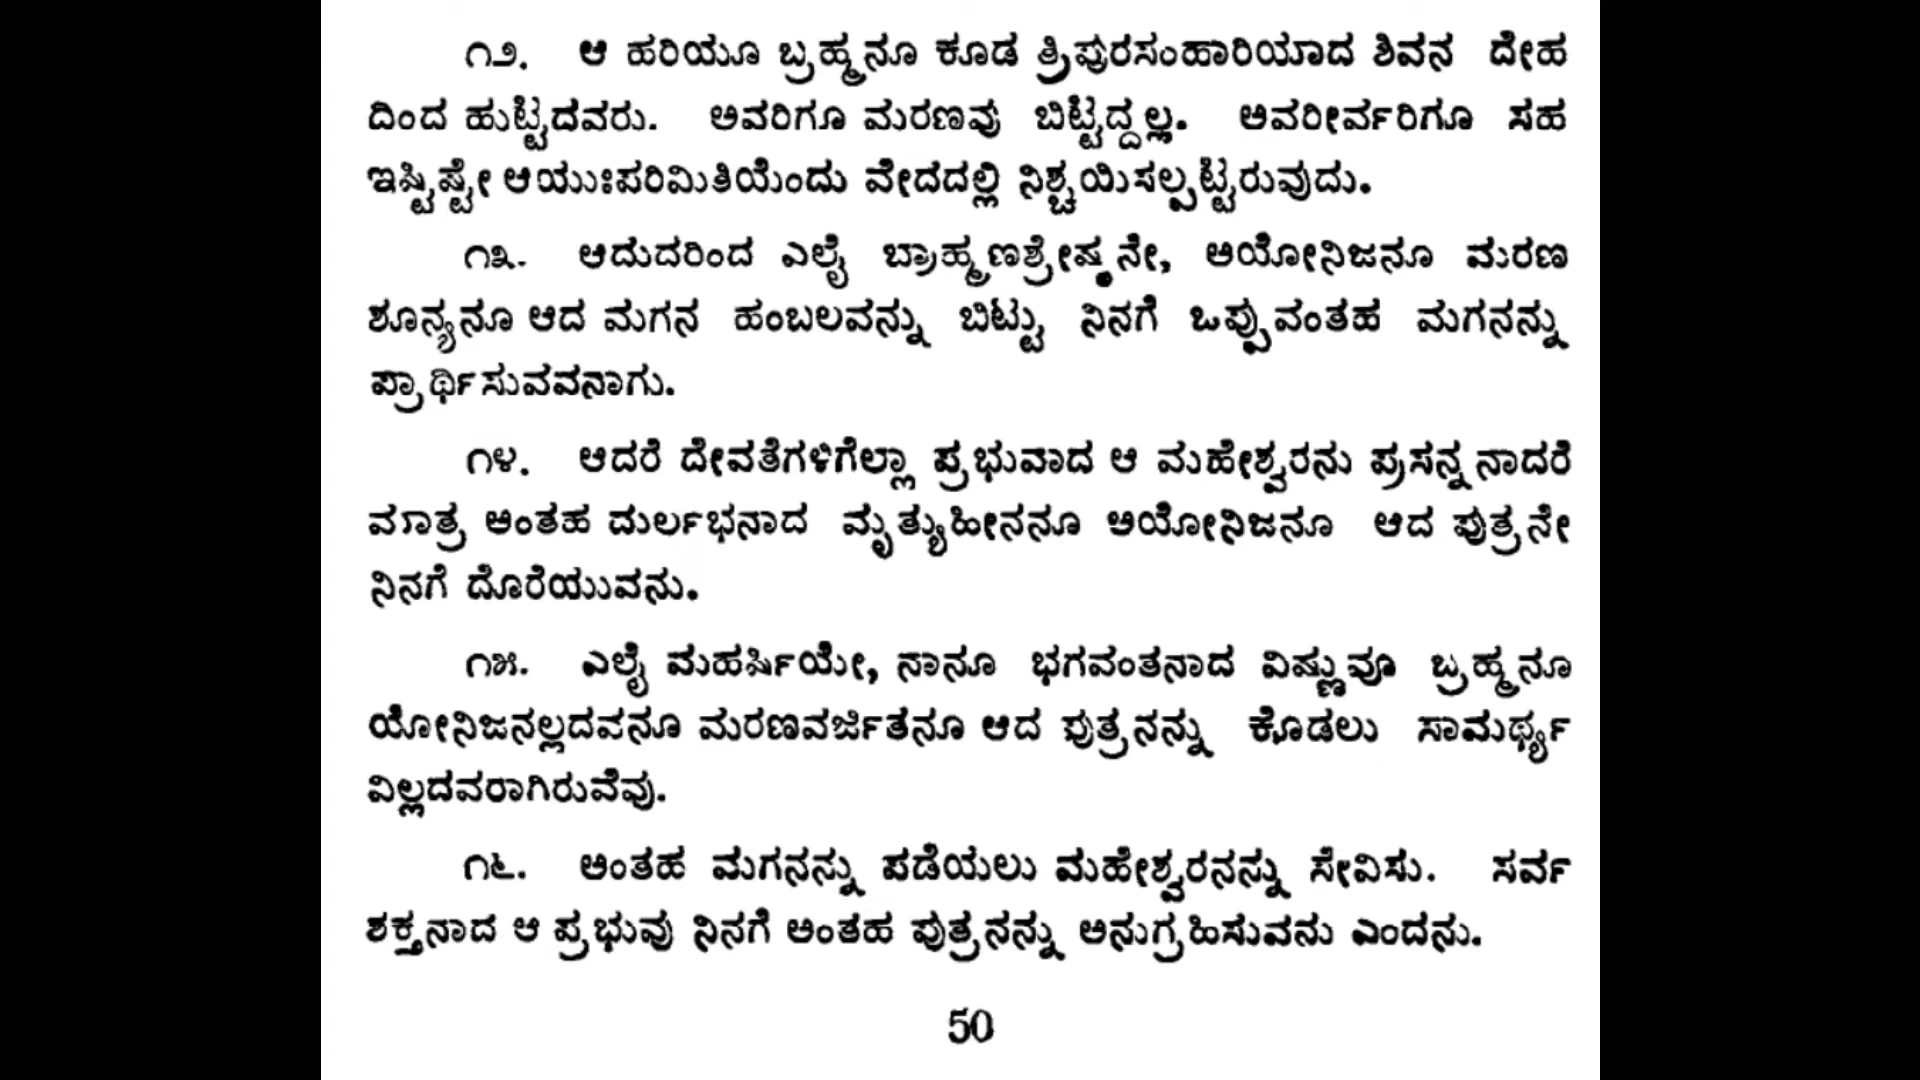 ೧೨. ಆ ಹರಿಯೂ ಬ್ರಹ್ಮನೂ ಕೂಡ ತ್ರಿಪುರಸಂಹಾರಿಯಾದ ಶಿವನ ದೇಹ
ದಿಂದ ಹುಟ್ಟಿದವರು. ಅವರಿಗೂ ಮರಣವು ಬಿಟ್ಟಿದ್ದಲ್ಲ. ಅವರೀರ್ವರಿಗೂ ಸಹ
ಇಷ್ಟಿಷ್ಟೇ ಆಯುಃಪರಿಮಿತಿಯೆಂದು ವೇದದಲ್ಲಿ ನಿಶ್ಚಯಿಸಲ್ಪಟ್ಟಿರುವುದು.
೧೩. ಆದುದರಿಂದ ಎಲೈ ಬ್ರಾಹ್ಮಣಶ್ರೇಷ್ಠನೇ, ಅಯೋನಿಜನೂ ಮರಣ
ಶೂನ್ಯನೂ ಆದ ಮಗನ ಹಂಬಲವನ್ನು ಬಿಟ್ಟು ನಿನಗೆ ಒಪ್ಪುವಂತಹ ಮಗನನ್ನು
ಪ್ರಾರ್ಥಿಸುವವನಾಗು.
೧೪. ಆದರೆ ದೇವತೆಗಳಿಗೆಲ್ಲಾ ಪ್ರಭುವಾದ ಆ ಮಹೇಶ್ವರನು ಪ್ರಸನ್ನನಾದರೆ
ಮಾತ್ರ ಅಂತಹ ದುರ್ಲಭನಾದ ಮೃತ್ಯುಹೀನನೂ ಅಯೋನಿಜನೂ ಆದ ಪುತ್ರನೇ
ನಿನಗೆ ದೊರೆಯುವನು.
೧೫. ಎಲೈ ಮಹರ್ಷಿಯೇ, ನಾನೂ ಭಗವಂತನಾದ ವಿಷ್ಣುವೂ ಬ್ರಹ್ಮನೂ
ಯೋನಿಜನಲ್ಲದವನೂ ಮರಣವರ್ಜಿತನೂ ಆದ ಪುತ್ರನನ್ನು ಕೊಡಲು ಸಾಮರ್ಥ್ಯ
ವಿಲ್ಲದವರಾಗಿರುವೆವು.
೧೬. ಅಂತಹ ಮಗನನ್ನು ಪಡೆಯಲು ಮಹೇಶ್ವರನನ್ನು ಸೇವಿಸು. ಸರ್ವ
ಶಕ್ತನಾದ ಆ ಪ್ರಭುವು ನಿನಗೆ ಅಂತಹ ಪುತ್ರನನ್ನು ಅನುಗ್ರಹಿಸುವನು ಎಂದನು.
50